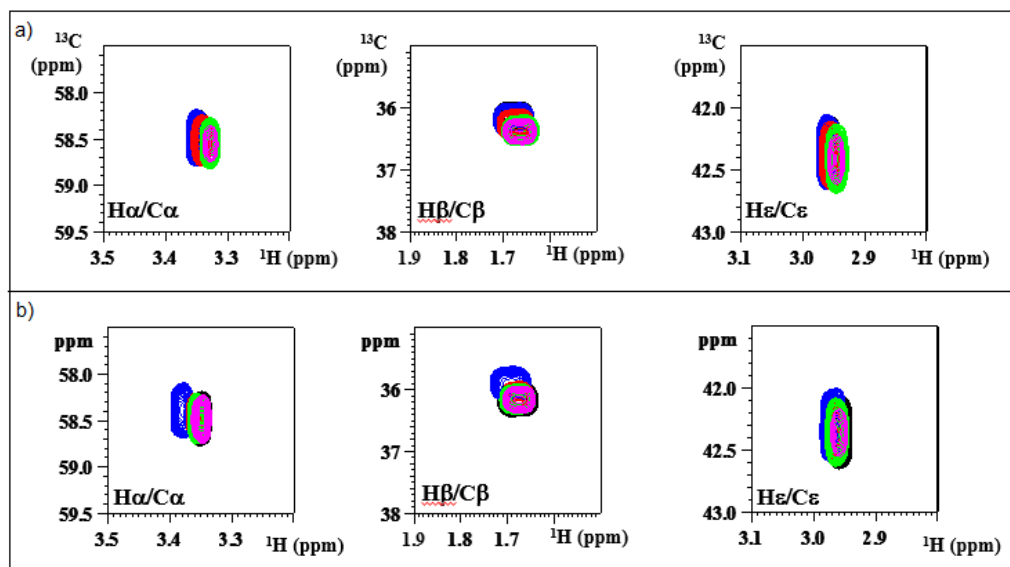 a)
¹³C
(ppm)
58.0
58.5
59.0
59.5
3.5 3.4 3.3 ¹H (ppm)
Hα/Cα
¹³C
(ppm)
36
37
38
1.9 1.8 1.7 ¹H (ppm)
Hβ/Cβ
¹³C
(ppm)
42.0
42.5
43.0
3.1 3.0 2.9 ¹H (ppm)
Hε/Cε
b)
ppm
58.0
58.5
59.0
59.5
3.5 3.4 3.3 ¹H (ppm)
Hα/Cα
ppm
36
37
38
1.9 1.8 1.7 ¹H (ppm)
Hβ/Cβ
ppm
42.0
42.5
43.0
3.1 3.0 2.9 ¹H (ppm)
Hε/Cε